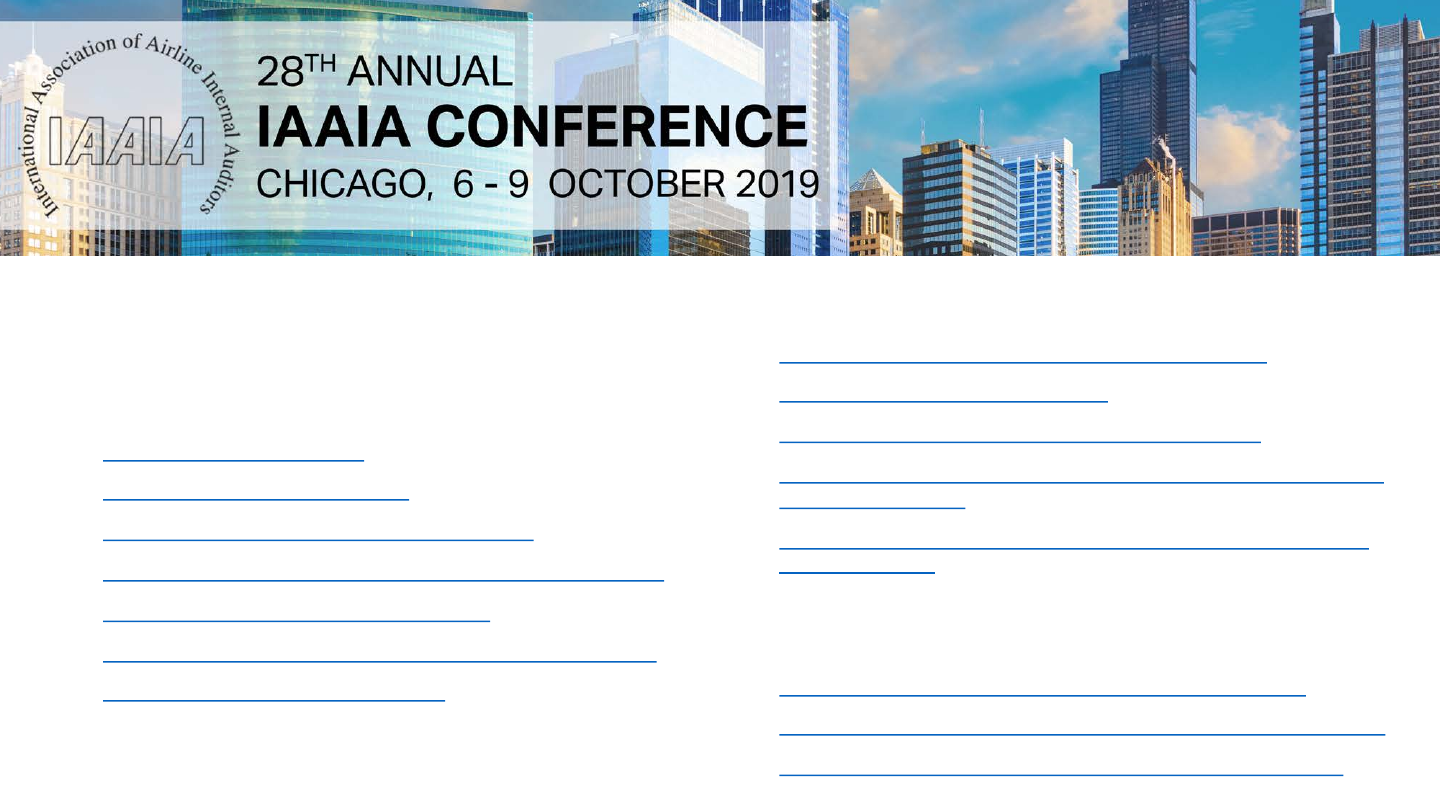 International Association of Airline Internal Auditors
IAAIA
28TH ANNUAL
IAAIA CONFERENCE
CHICAGO, 6 - 9 OCTOBER 2019